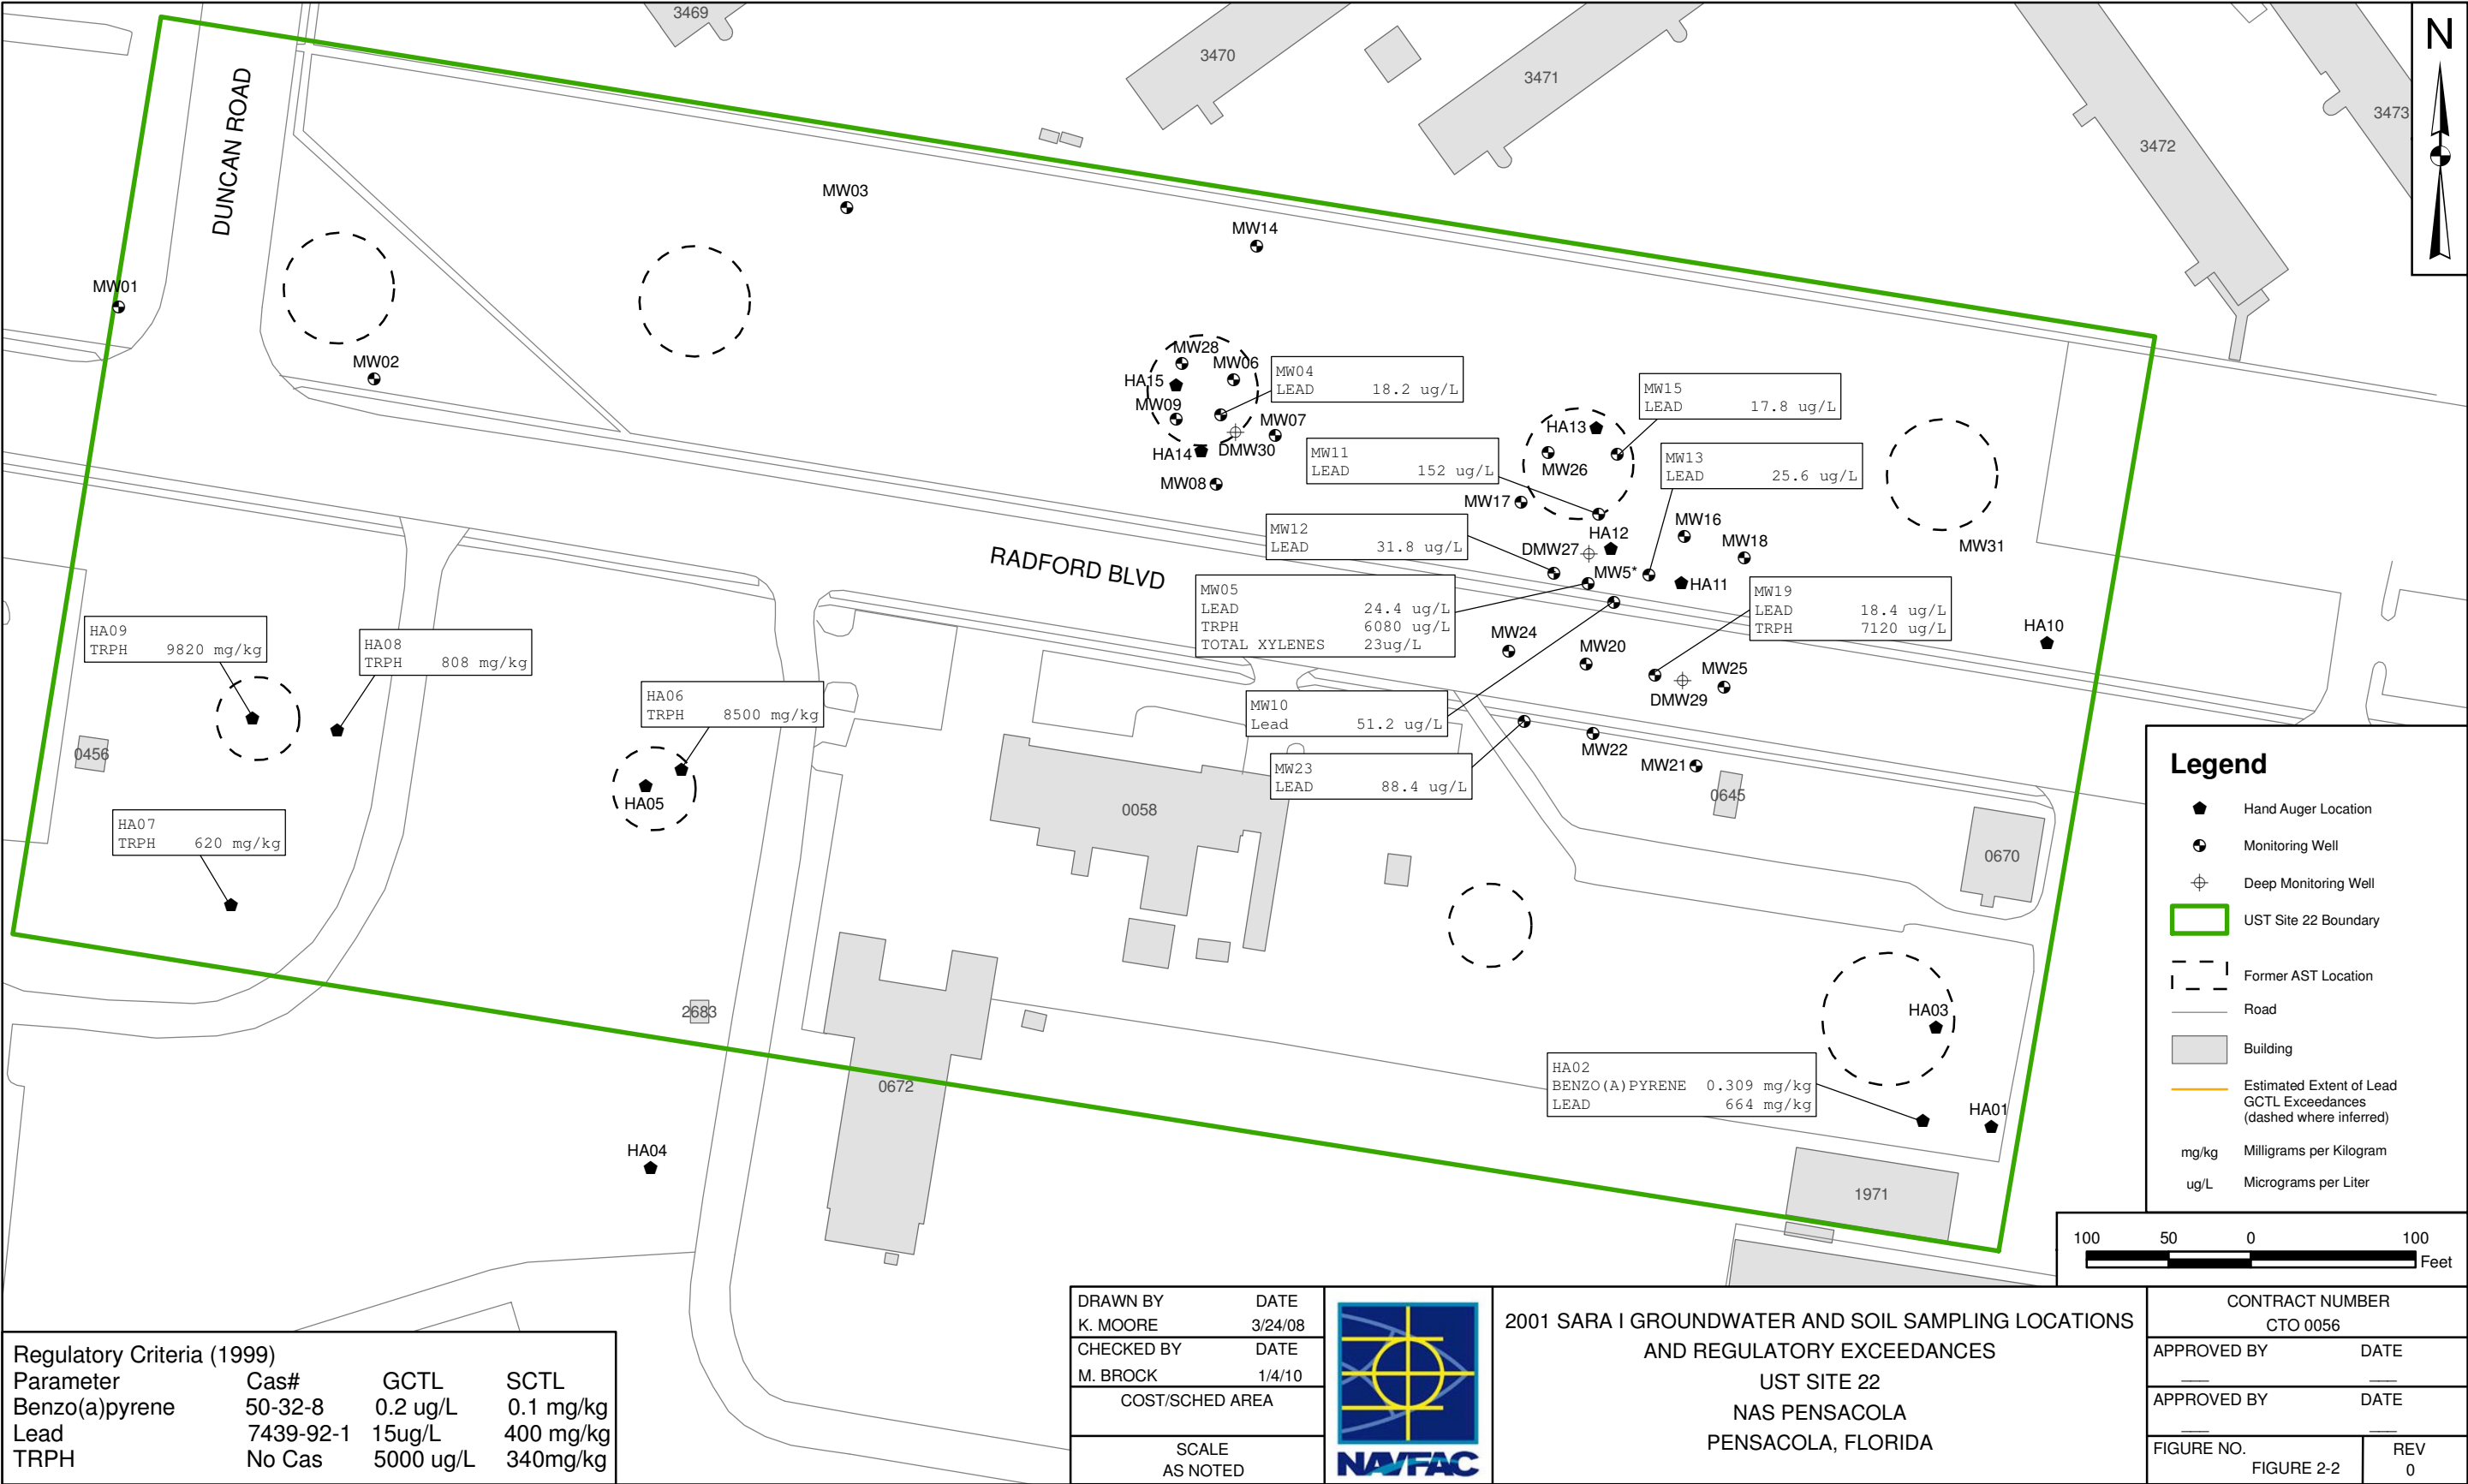 3469
3470
3471
3472
3473
N
DUNCAN ROAD
MW03
MW14
MW01
MW02
MW28
MW06
HA15
MW09
MW04
LEAD 18.2 ug/L
MW07
DMW30
HA14
MW08
MW15
LEAD 17.8 ug/L
HA13
MW26
MW11
LEAD 152 ug/L
MW13
LEAD 25.6 ug/L
MW17
MW12
LEAD 31.8 ug/L
HA12
DMW27
MW16
MW18
MW31
RADFORD BLVD
MW5*
HA11
MW05
LEAD 24.4 ug/L
TRPH 6080 ug/L
TOTAL XYLENES 23ug/L
MW19
LEAD 18.4 ug/L
TRPH 7120 ug/L
HA10
MW24
MW20
MW25
DMW29
HA09
TRPH 9820 mg/kg
HA08
TRPH 808 mg/kg
HA06
TRPH 8500 mg/kg
MW10
Lead 51.2 ug/L
MW22
MW21
MW23
LEAD 88.4 ug/L
0456
HA05
0058
0645
0670
HA07
TRPH 620 mg/kg
2683
0672
HA03
HA02
BENZO(A)PYRENE 0.309 mg/kg
LEAD 664 mg/kg
HA01
HA04
1971
Legend
Hand Auger Location
Monitoring Well
Deep Monitoring Well
UST Site 22 Boundary
Former AST Location
Road
Building
Estimated Extent of Lead
GCTL Exceedances
(dashed where inferred)
mg/kg Milligrams per Kilogram
ug/L Micrograms per Liter
100 50 0 100
Feet
Regulatory Criteria (1999)
Parameter Cas# GCTL SCTL
Benzo(a)pyrene 50-32-8 0.2 ug/L 0.1 mg/kg
Lead 7439-92-1 15ug/L 400 mg/kg
TRPH No Cas 5000 ug/L 340mg/kg
DRAWN BY DATE
K. MOORE 3/24/08
CHECKED BY DATE
M. BROCK 1/4/10
COST/SCHED AREA
SCALE
AS NOTED
NAVFAC
2001 SARA I GROUNDWATER AND SOIL SAMPLING LOCATIONS
AND REGULATORY EXCEEDANCES
UST SITE 22
NAS PENSACOLA
PENSACOLA, FLORIDA
CONTRACT NUMBER
CTO 0056
APPROVED BY DATE
___ ___
APPROVED BY DATE
___ ___
FIGURE NO. REV
FIGURE 2-2 0